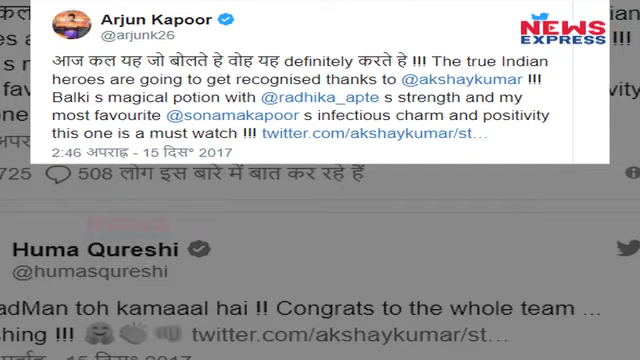 Arjun Kapoor
@arjunk26
NEWS
EXPRESS
आज कल यह जो बोलते हे वोह यह definitely करते हे !!! The true Indian
heroes are going to get recognised thanks to @akshaykumar !!!
Balki s magical potion with @radhika_apte s strength and my
most favourite @sonamakapoor s infectious charm and positivity
this one is a must watch !!! twitter.com/akshaykumar/st…
2:46 अपराह्न - 15 दिस॰ 2017
725 508 लोग इस बारे में बात कर रहे हैं
Huma Qureshi
@humasqureshi
adMan toh kamaaal hai !! Congrats to the whole team ...
shing !!! 🤗👏👊 twitter.com/akshaykumar/st…
15 दिस॰ 2017